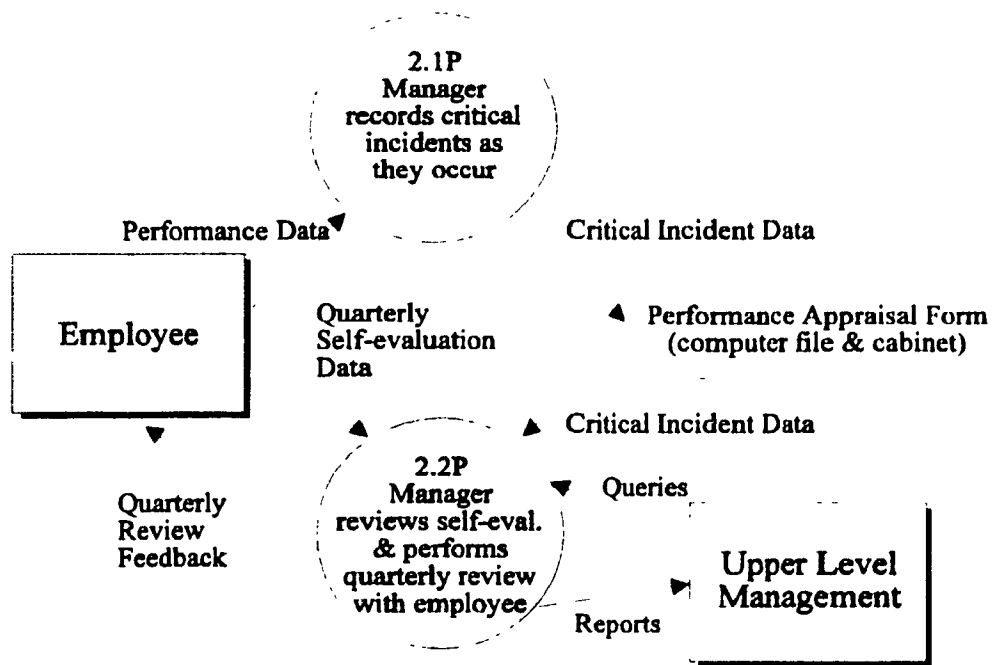 2.1P
Manager
records critical
incidents as
they occur
Performance Data
Critical Incident Data
Employee
Quarterly
Self-evaluation
Data
Performance Appraisal Form
(computer file & cabinet)
Critical Incident Data
2.2P
Manager
reviews self-eval.
& performs
quarterly review
with employee
Queries
Quarterly
Review
Feedback
Upper Level
Management
Reports